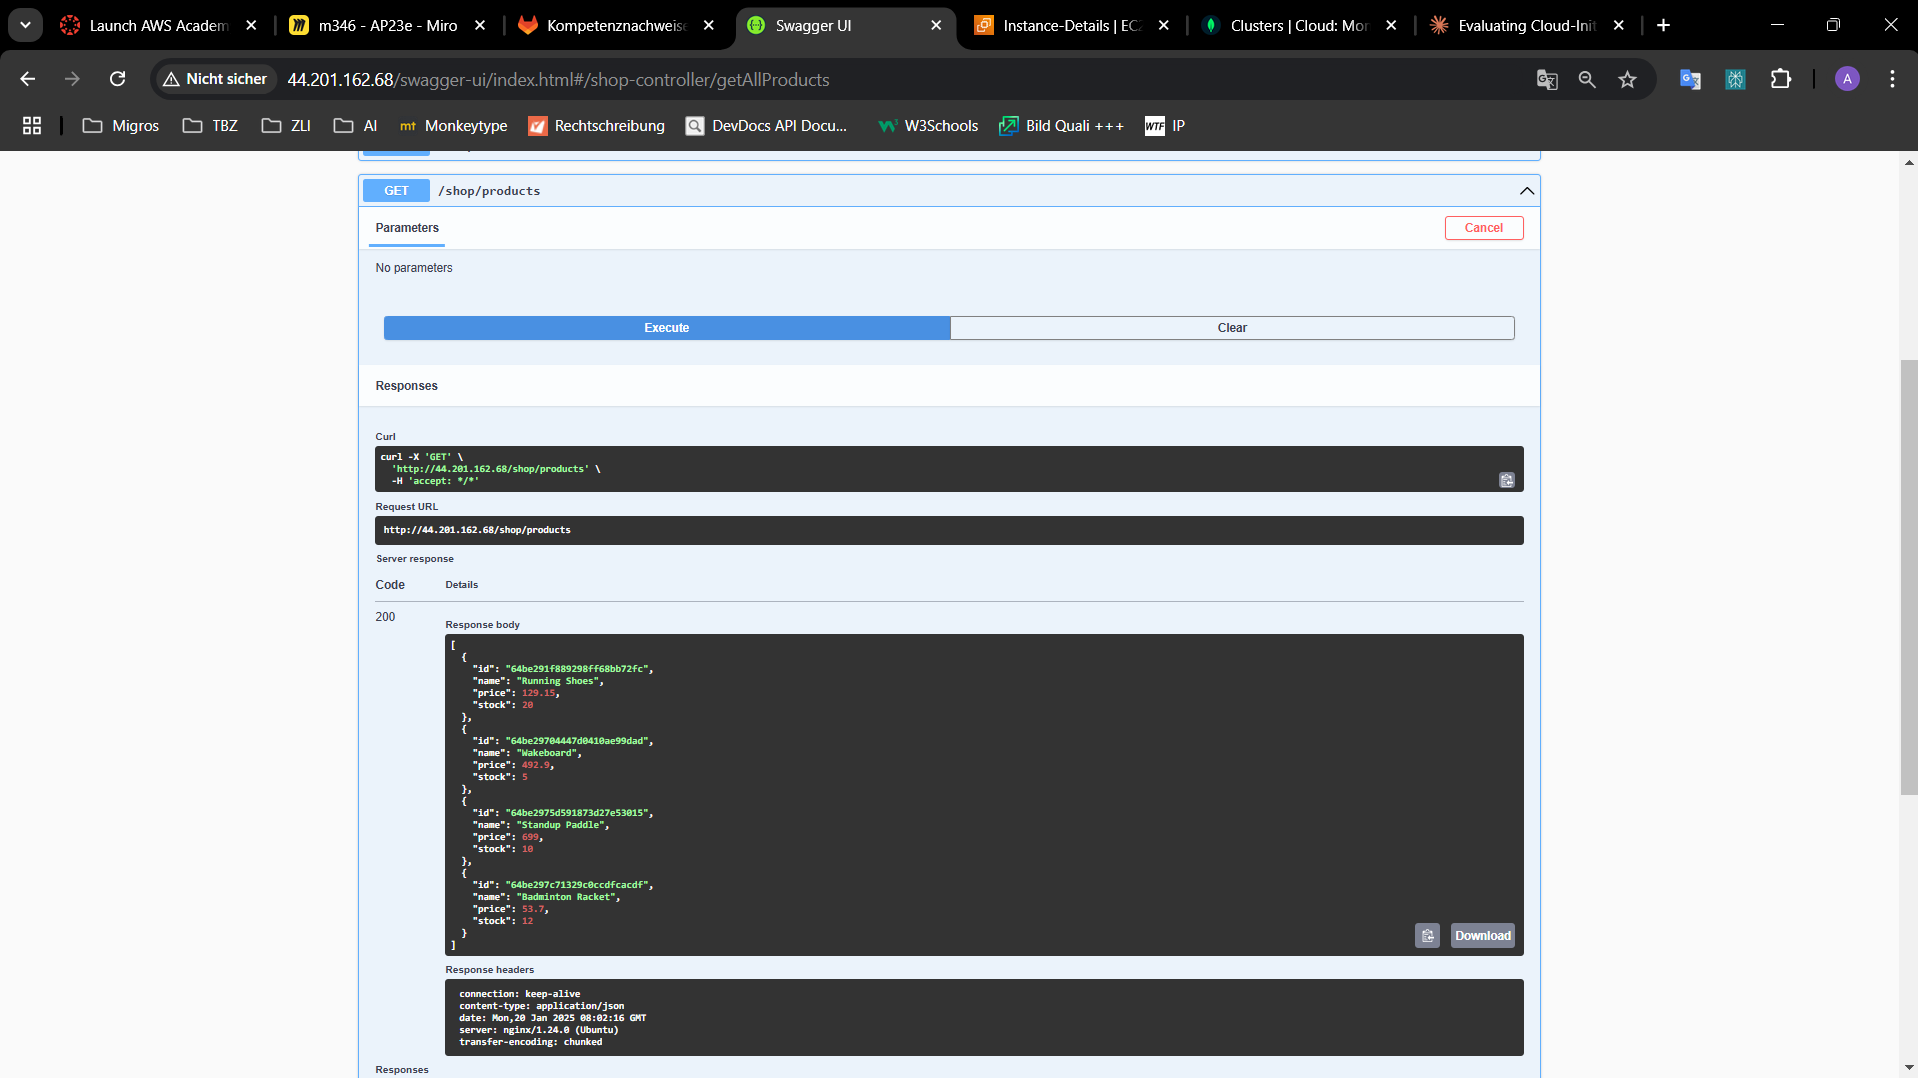 Launch AWS Academ
m346 - AP23e - Miro
Kompetenznachweise
Swagger UI
Instance-Details | EC2
Clusters | Cloud: Mon
Evaluating Cloud-Init
Nicht sicher
44.201.162.68/swagger-ui/index.html#/shop-controller/getAllProducts
A
Migros
TBZ
ZLI
AI
mt Monkeytype
Rechtschreibung
DevDocs API Docu...
W3Schools
Bild Quali +++
WTF IP
GET /shop/products
Parameters
Cancel
No parameters
Execute
Clear
Responses
Curl
curl -X 'GET' \
'http://44.201.162.68/shop/products' \
-H 'accept: */*'
Request URL
http://44.201.162.68/shop/products
Server response
Code Details
200
Response body
[
{
"id": "64be291f889298ff68bb72fc",
"name": "Running Shoes",
"price": 129.15,
"stock": 20
},
{
"id": "64be29704447d0410ae99dad",
"name": "Wakeboard",
"price": 492.9,
"stock": 5
},
{
"id": "64be2975d591873d27e53015",
"name": "Standup Paddle",
"price": 699,
"stock": 10
},
{
"id": "64be297c71329c0ccdfcacdf",
"name": "Badminton Racket",
"price": 53.7,
"stock": 12
}
]
Download
Response headers
connection: keep-alive
content-type: application/json
date: Mon,20 Jan 2025 08:02:16 GMT
server: nginx/1.24.0 (Ubuntu)
transfer-encoding: chunked
Responses